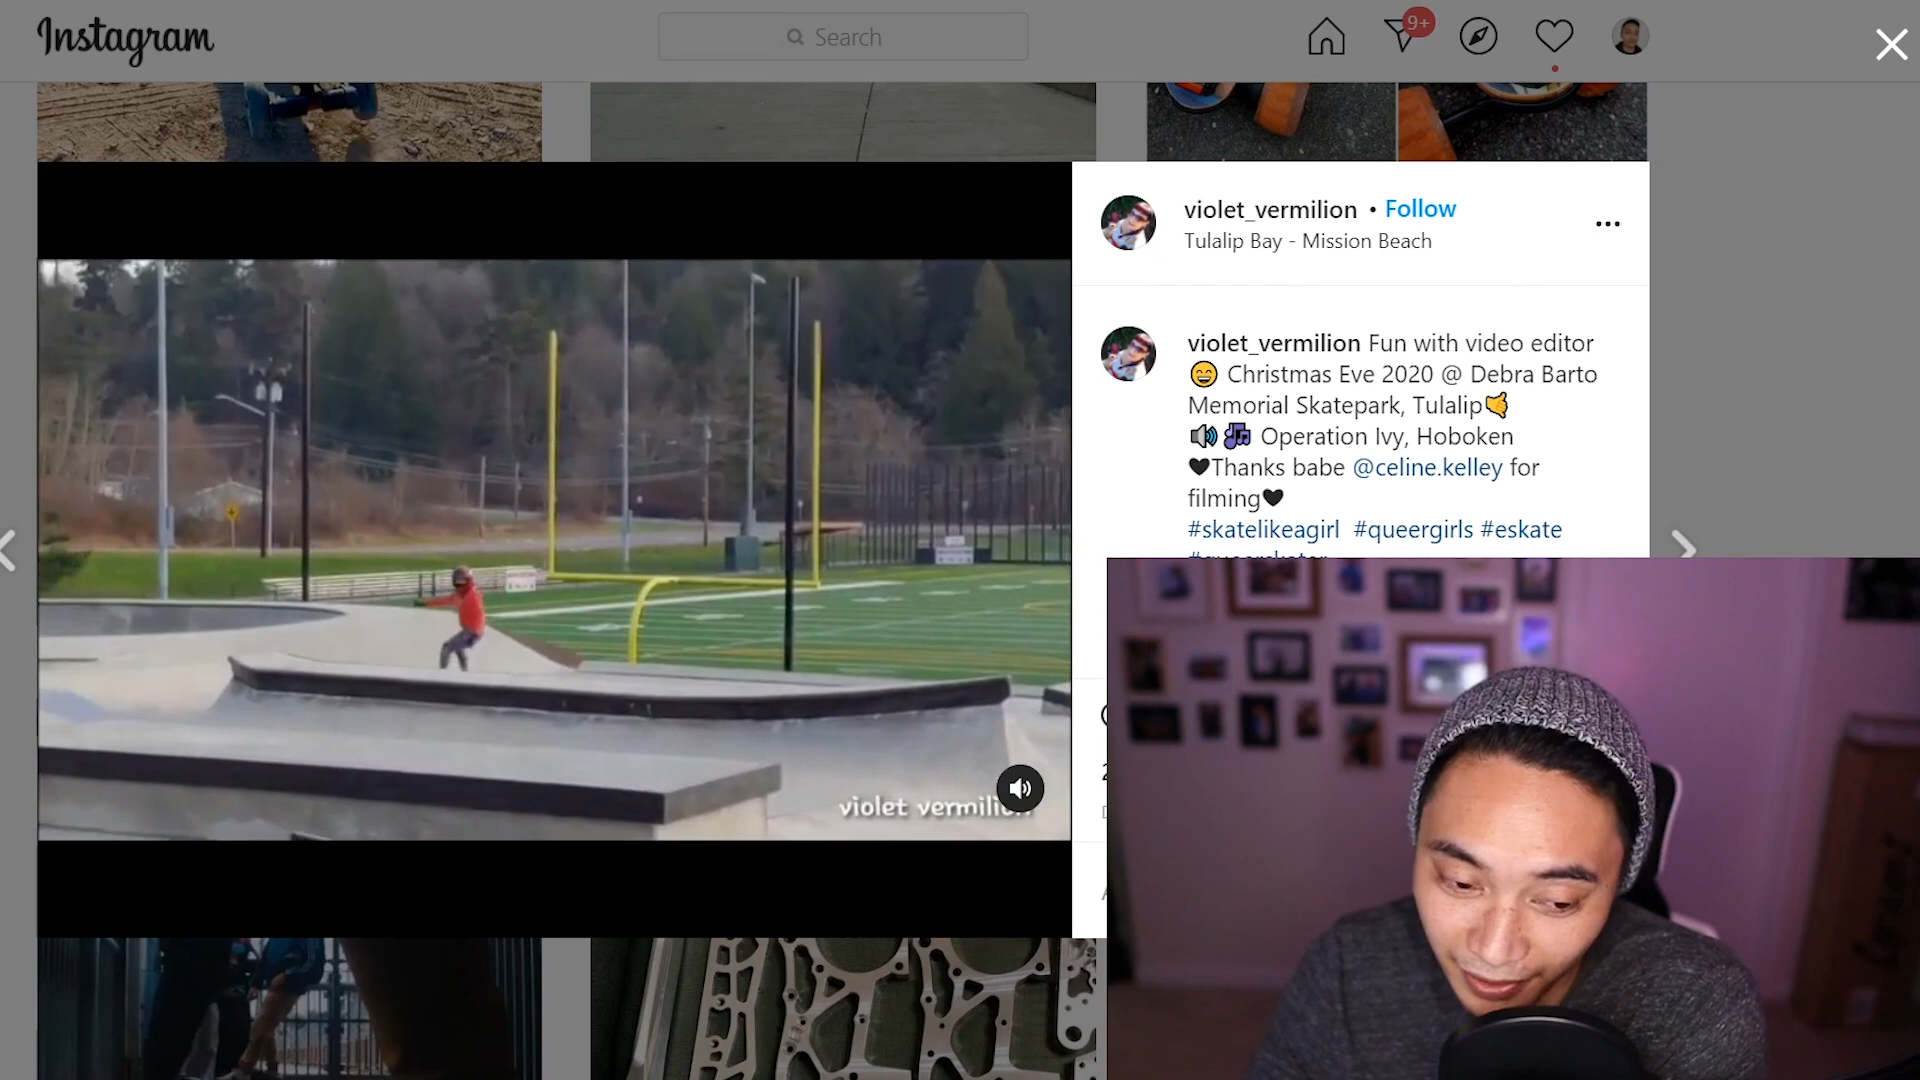 Instagram
Search
9+
violet_vermilion • Follow
Tulalip Bay - Mission Beach
violet_vermilion Fun with video editor
😄 Christmas Eve 2020 @ Debra Barto
Memorial Skatepark, Tulalip🤙
🔊🎶 Operation Ivy, Hoboken
🖤Thanks babe @celine.kelley for
filming🖤
#skatelikeagirl #queergirls #eskate
violet vermilion